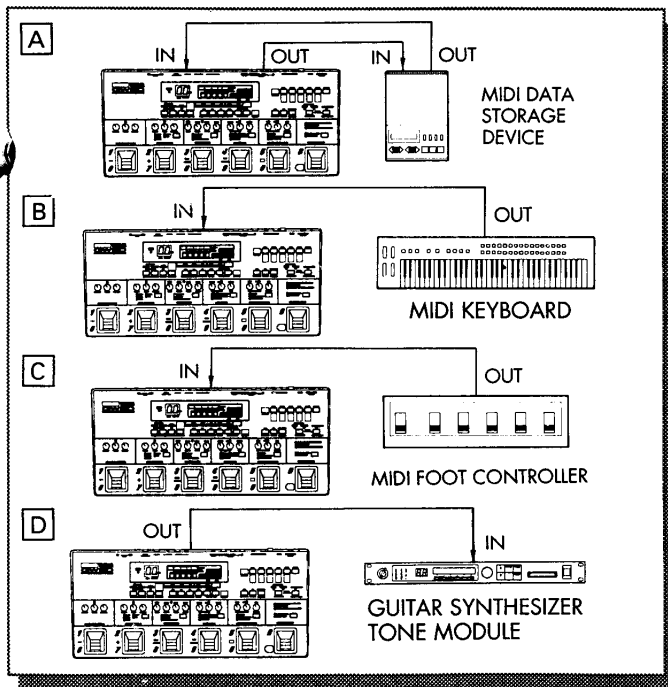 A
IN
OUT
IN
OUT
MIDI DATA
STORAGE
DEVICE
B
IN
OUT
MIDI KEYBOARD
C
IN
OUT
MIDI FOOT CONTROLLER
D
OUT
IN
GUITAR SYNTHESIZER
TONE MODULE